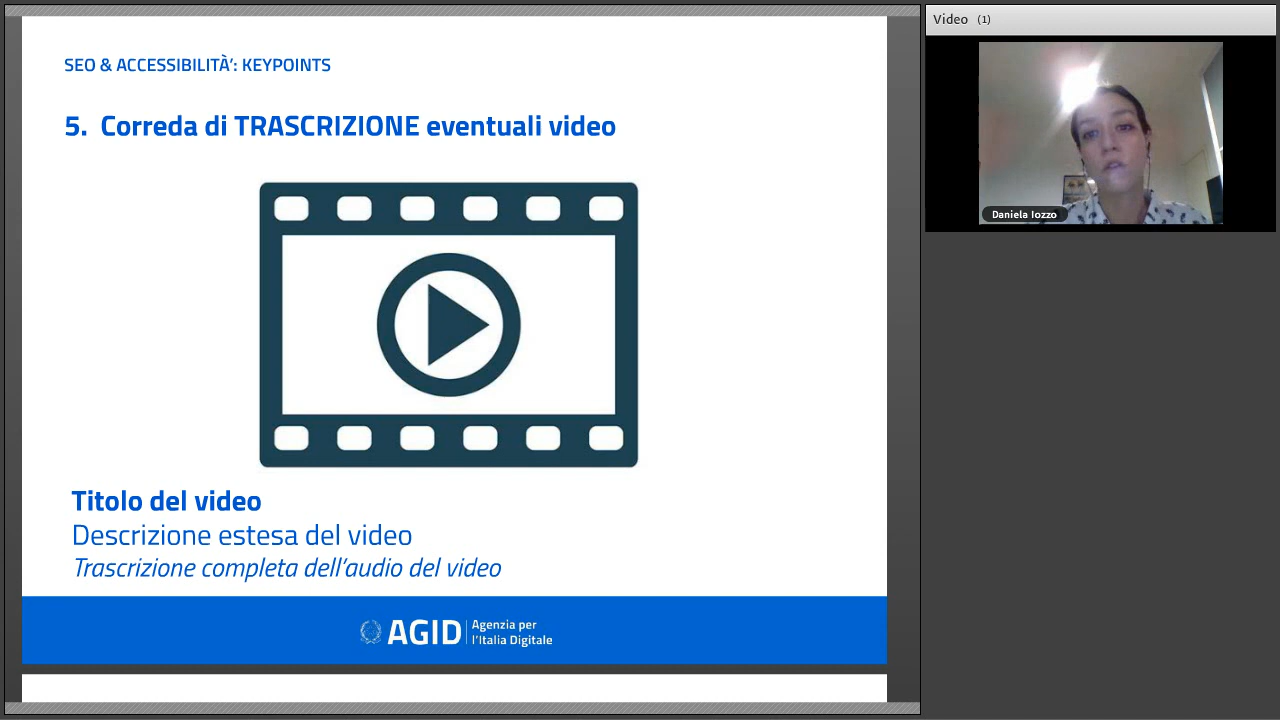 SEO & ACCESSIBILITÀ’: KEYPOINTS
5. Correda di TRASCRIZIONE eventuali video
Titolo del video
Descrizione estesa del video
Trascrizione completa dell’audio del video
AGID
Agenzia per
l’Italia Digitale
Video (1)
Daniela Iozzo